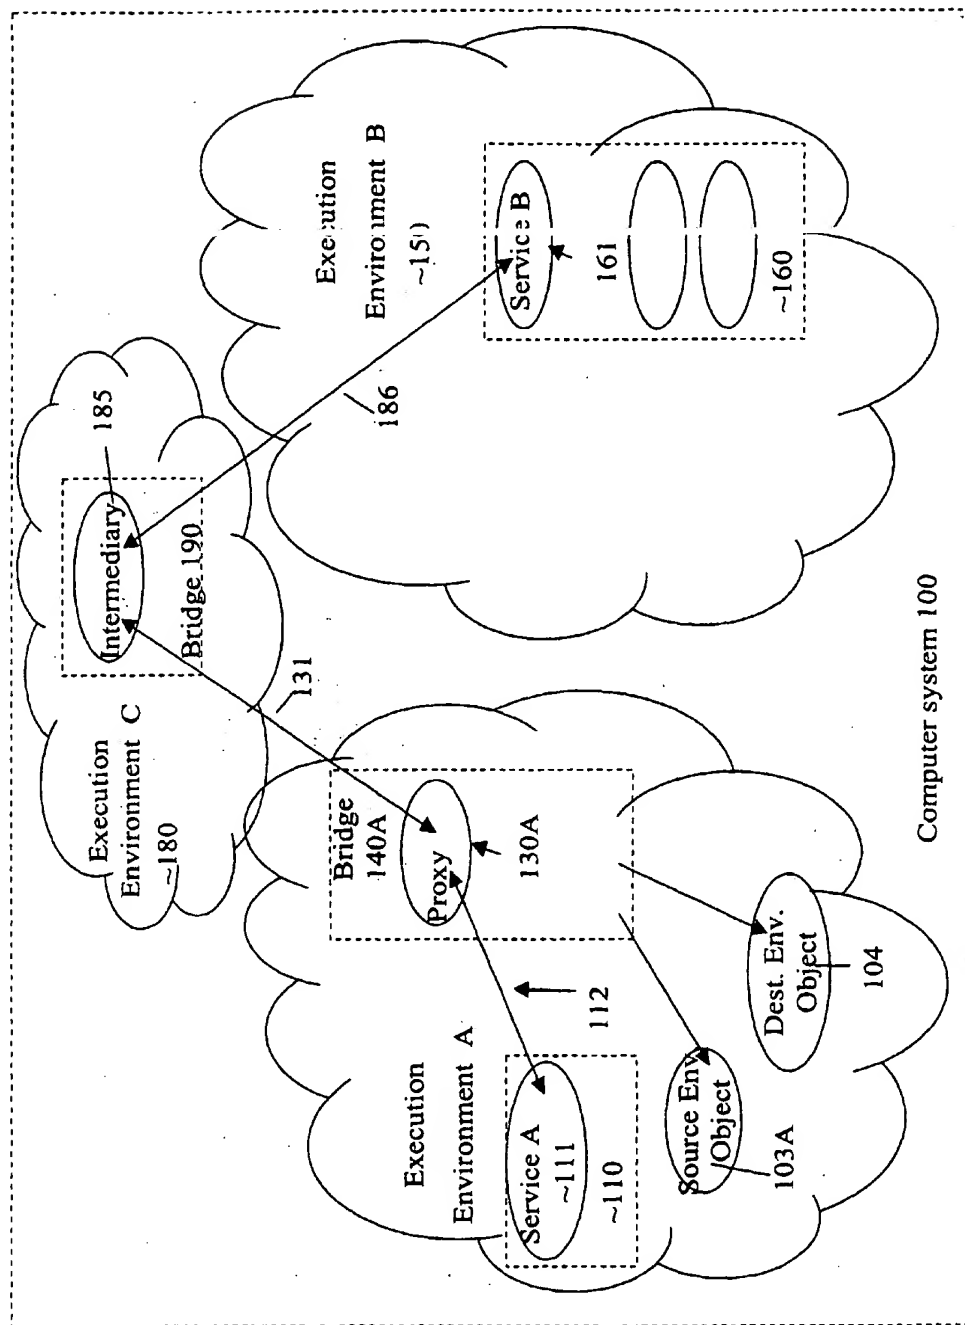 Execution
Environment C
~180
Intermediary
185
Bridge 190
131
186
Execution
Environment B
~150
Service B
161
~160
Execution
Environment A
Bridge
140A
Proxy
130A
112
Service A
~111
~110
Source Env.
Object
103A
Dest. Env.
Object
104
Computer system 100